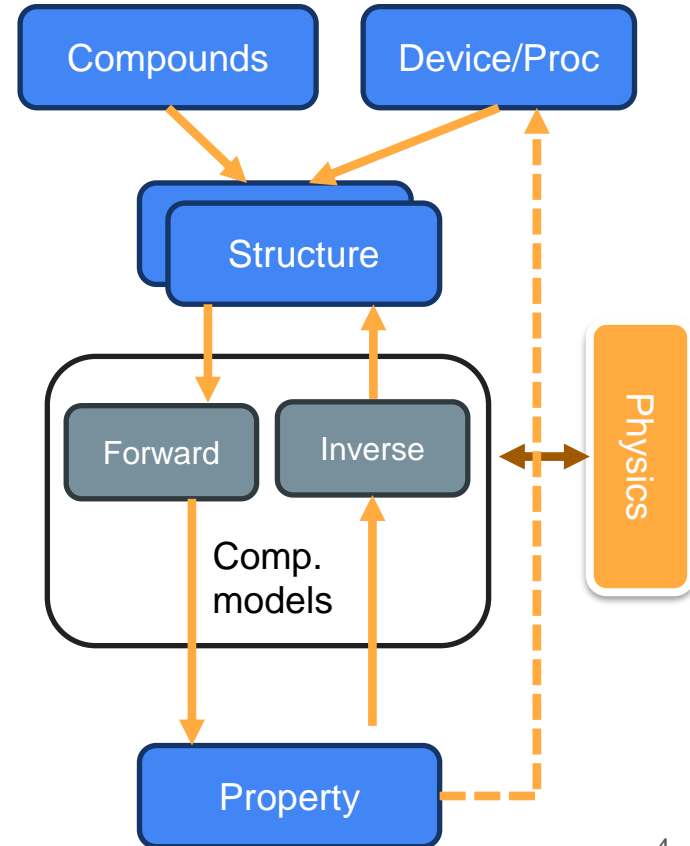 Compounds
Device/Proc
Structure
Forward
Inverse
Physics
Comp.
models
Property
4